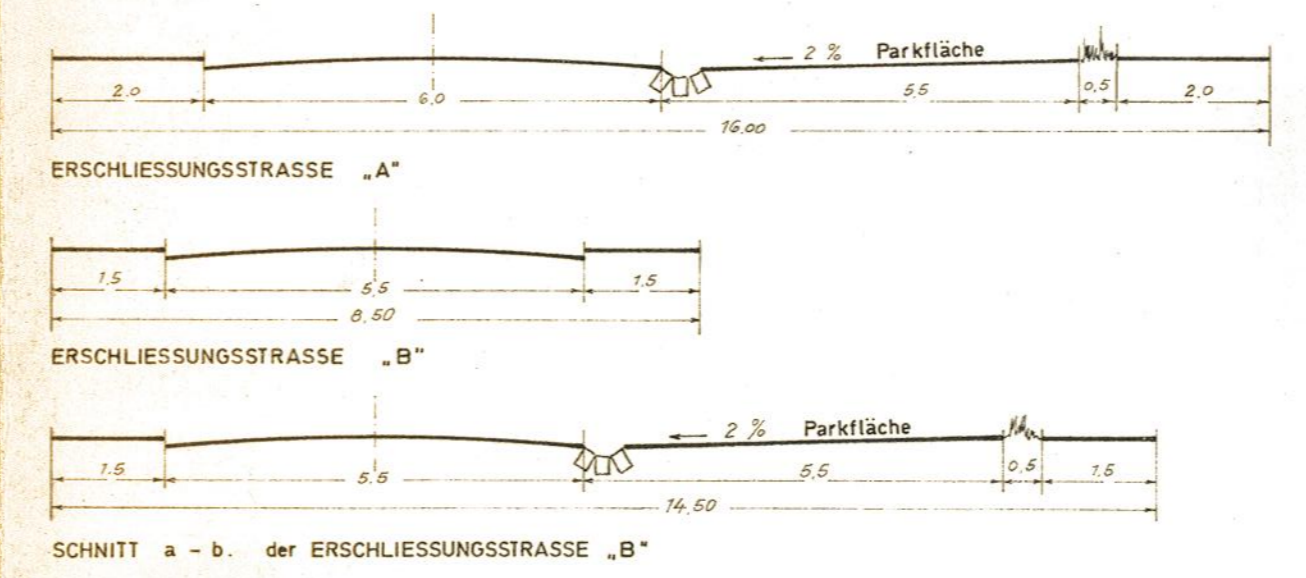 2 % Parkfläche
2.0 6.0 5.5 0,5 2.0
16.00
ERSCHLIESSUNGSSTRASSE „A"
1.5 5,5 1.5
8.50
ERSCHLIESSUNGSSTRASSE „B"
2 % Parkfläche
1.5 5.5 5,5 0,5 1.5
14.50
SCHNITT a - b. der ERSCHLIESSUNGSSTRASSE „B"